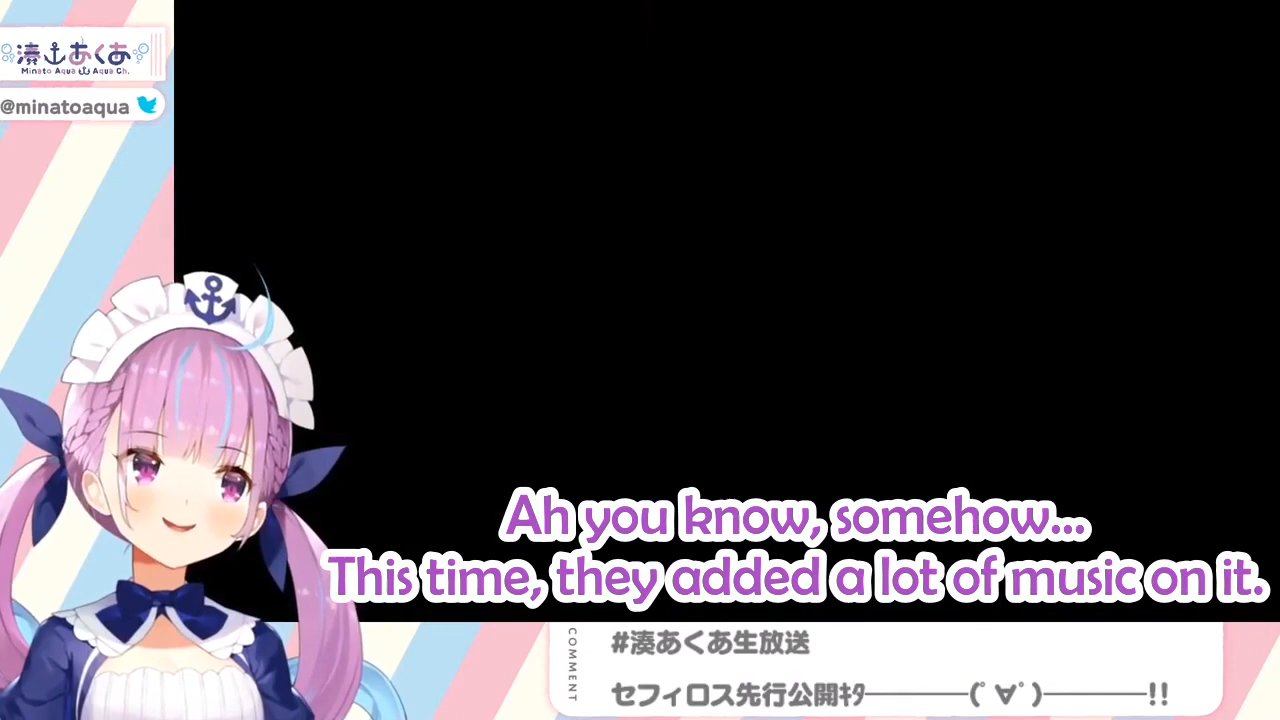 湊あくあ
Minato Aqua Aqua Ch.
@minatoaqua
Ah you know, somehow...
This time, they added a lot of music on it.
COMMENT
#湊あくあ生放送
セフィロス先行公開ｷﾀ━━━━(ﾟ∀ﾟ)━━━━!!